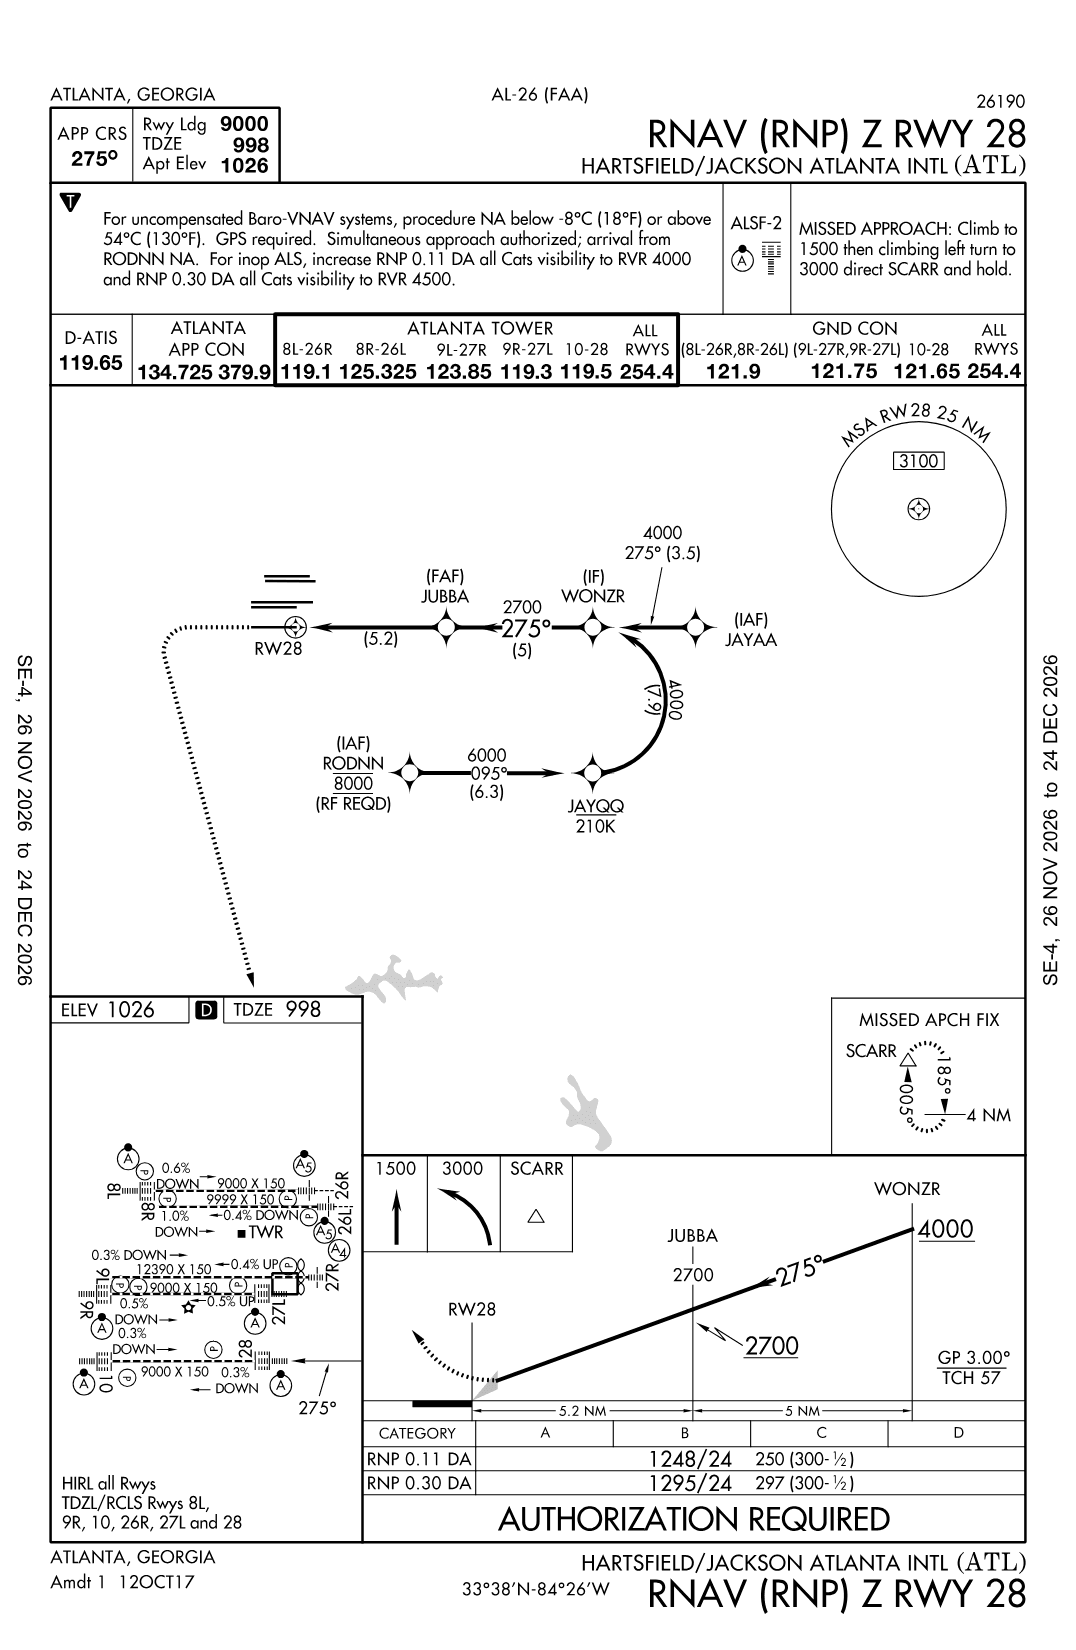 ATLANTA, GEORGIA
AL-26 (FAA)
26190
APP CRS
275°
Rwy Ldg 9000
TDZE 998
Apt Elev 1026
RNAV (RNP) Z RWY 28
HARTSFIELD/JACKSON ATLANTA INTL (ATL)
T
For uncompensated Baro-VNAV systems, procedure NA below -8°C (18°F) or above
54°C (130°F). GPS required. Simultaneous approach authorized; arrival from
RODNN NA. For inop ALS, increase RNP 0.11 DA all Cats visibility to RVR 4000
and RNP 0.30 DA all Cats visibility to RVR 4500.
ALSF-2
A
MISSED APPROACH: Climb to
1500 then climbing left turn to
3000 direct SCARR and hold.
D-ATIS
119.65
ATLANTA
APP CON
134.725 379.9
ATLANTA TOWER
8L-26R 8R-26L 9L-27R 9R-27L 10-28 ALL RWYS
119.1 125.325 123.85 119.3 119.5 254.4
GND CON
(8L-26R,8R-26L) (9L-27R,9R-27L) 10-28 ALL RWYS
121.9 121.75 121.65 254.4
MSA RW28 25 NM
3100
4000
275° (3.5)
(FAF)
JUBBA
(IF)
WONZR
(IAF)
JAYAA
2700
275°
(5)
(5.2)
RW28
4000
(7.9)
(IAF)
RODNN
8000
(RF REQD)
6000
095°
(6.3)
JAYQQ
210K
SE-4, 26 NOV 2026 to 24 DEC 2026
SE-4, 26 NOV 2026 to 24 DEC 2026
ELEV 1026
D
TDZE 998
MISSED APCH FIX
SCARR
185°
005°
4 NM
A
P
0.6%
DOWN
9000 X 150
A5
8L
26R
P
9999 X 150
P
8R
1.0%
DOWN
0.4% DOWN
P
26L
A5
TWR
A4
0.3% DOWN
12390 X 150
0.4% UP
P
9L
27R
P
P
9000 X 150
P
9R
0.5%
DOWN
0.5% UP
27L
A
A
0.3%
DOWN
P
28
10
P
9000 X 150
0.3%
DOWN
A
A
275°
HIRL all Rwys
TDZL/RCLS Rwys 8L,
9R, 10, 26R, 27L and 28
1500
3000
SCARR
WONZR
4000
JUBBA
2700
275°
RW28
2700
GP 3.00°
TCH 57
5.2 NM
5 NM
CATEGORY A B C D
RNP 0.11 DA 1248/24 250 (300-½)
RNP 0.30 DA 1295/24 297 (300-½)
AUTHORIZATION REQUIRED
ATLANTA, GEORGIA
Amdt 1 12OCT17
33°38'N-84°26'W
HARTSFIELD/JACKSON ATLANTA INTL (ATL)
RNAV (RNP) Z RWY 28